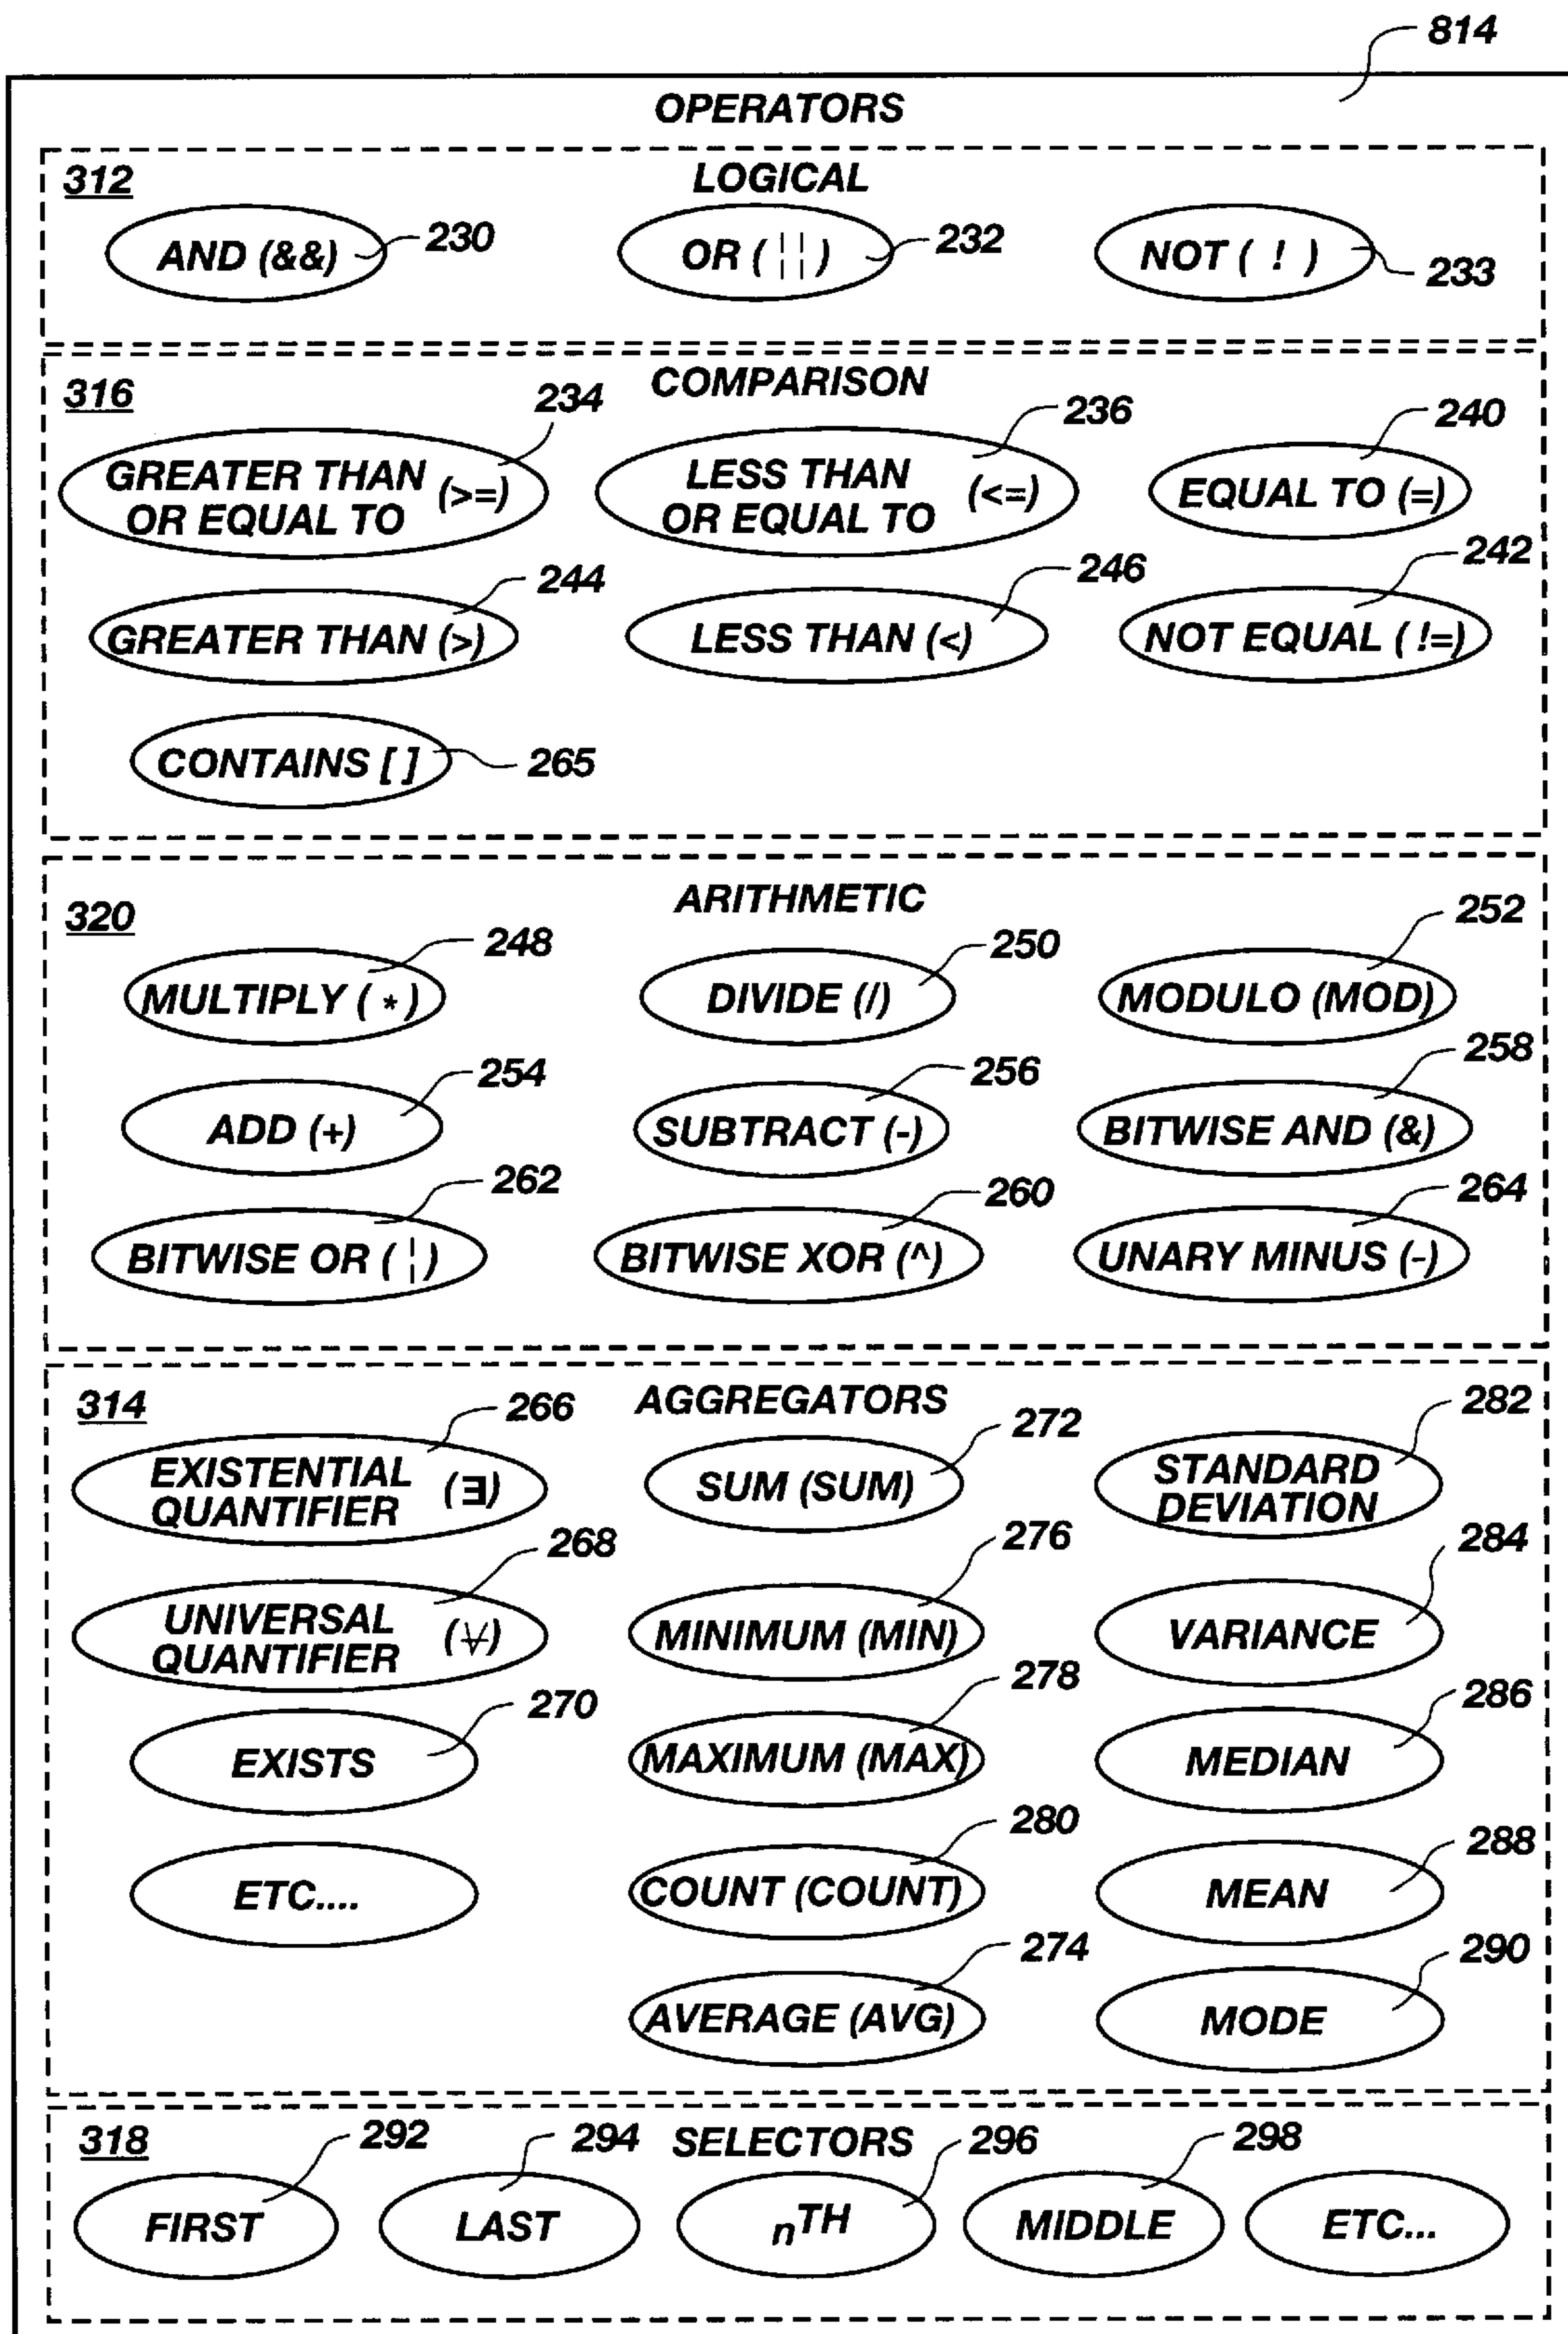 814
OPERATORS
312
LOGICAL
AND (&&)
230
OR ( ¦¦ )
232
NOT ( ! )
233
316
COMPARISON
234
236
240
GREATER THAN
OR EQUAL TO
(>=)
LESS THAN
OR EQUAL TO
(<=)
EQUAL TO (=)
244
246
242
GREATER THAN (>)
LESS THAN (<)
NOT EQUAL ( !=)
CONTAINS [ ]
265
320
ARITHMETIC
248
250
252
MULTIPLY ( * )
DIVIDE (/)
MODULO (MOD)
254
256
258
ADD (+)
SUBTRACT (-)
BITWISE AND (&)
262
260
264
BITWISE OR ( ¦ )
BITWISE XOR (^)
UNARY MINUS (-)
314
AGGREGATORS
266
272
282
EXISTENTIAL
QUANTIFIER
(∃)
SUM (SUM)
STANDARD
DEVIATION
268
276
284
UNIVERSAL
QUANTIFIER
(∀)
MINIMUM (MIN)
VARIANCE
270
278
286
EXISTS
MAXIMUM (MAX)
MEDIAN
280
288
ETC....
COUNT (COUNT)
MEAN
274
290
AVERAGE (AVG)
MODE
318
SELECTORS
292
294
296
298
FIRST
LAST
nTH
MIDDLE
ETC...